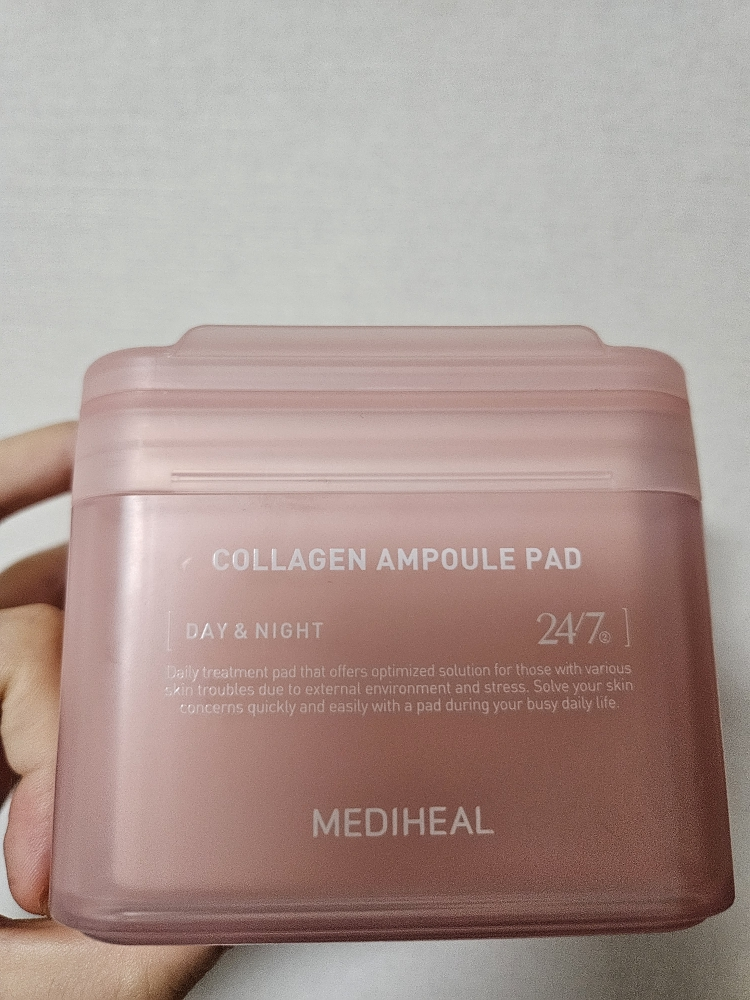 COLLAGEN AMPOULE PAD
[ DAY & NIGHT 24/7 ]
Daily treatment pad that offers optimized solution for those with various
skin troubles due to external environment and stress. Solve your skin
concerns quickly and easily with a pad during your busy daily life.
MEDIHEAL